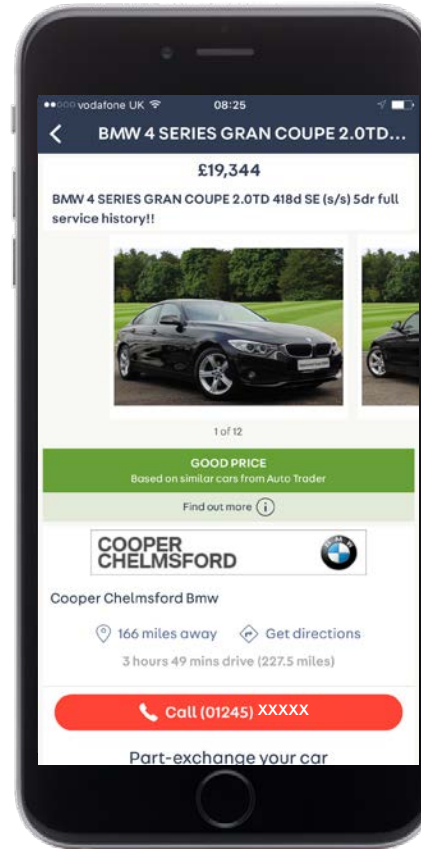 vodafone UK 08:25
BMW 4 SERIES GRAN COUPE 2.0TD...
£19,344
BMW 4 SERIES GRAN COUPE 2.0TD 418d SE (s/s) 5dr full
service history!!
1 of 12
GOOD PRICE
Based on similar cars from Auto Trader
Find out more i
COOPER
CHELMSFORD
Cooper Chelmsford Bmw
166 miles away Get directions
3 hours 49 mins drive (227.5 miles)
Call (01245) XXXXX
Part-exchange your car